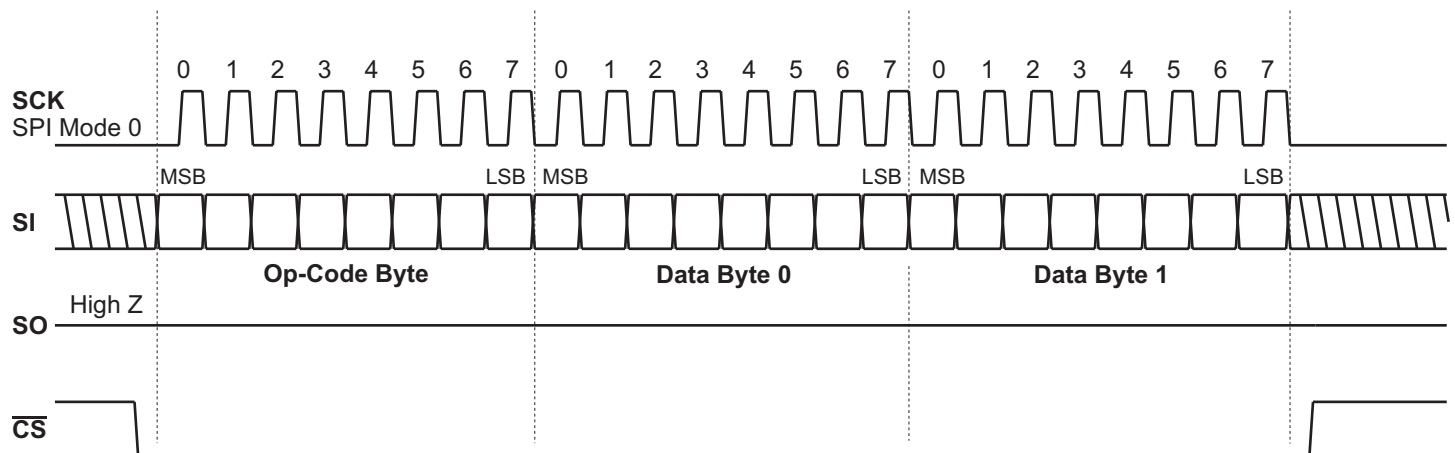 0 1 2 3 4 5 6 7 0 1 2 3 4 5 6 7 0 1 2 3 4 5 6 7
SCK
SPI Mode 0
MSB LSB MSB LSB MSB LSB
SI
Op-Code Byte Data Byte 0 Data Byte 1
High Z
SO
CS